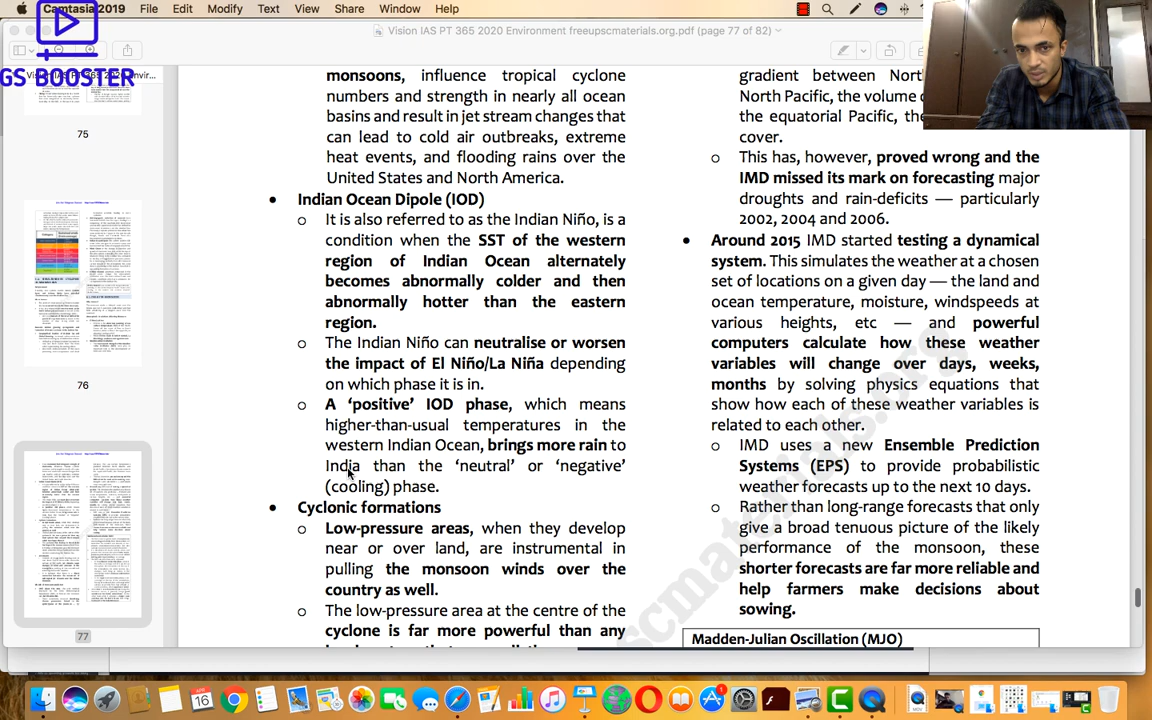 Camtasia 2019 File Edit Modify Text View Share Window Help
Vision IAS PT 365 2020 Environment freeupscmaterials.org.pdf (page 77 of 82)
GS BOOSTER
75
76
77
monsoons, influence tropical cyclone
numbers and strength in nearly all ocean
basins and result in jet stream changes that
can lead to cold air outbreaks, extreme
heat events, and flooding rains over the
United States and North America.
• Indian Ocean Dipole (IOD)
o It is also referred to as the Indian Niño, is a
condition when the SST of the western
region of Indian Ocean alternately
becomes abnormally colder and then
abnormally hotter than the eastern
region.
o The Indian Niño can neutralise or worsen
the impact of El Niño/La Niña depending
on which phase it is in.
o A ‘positive’ IOD phase, which means
higher-than-usual temperatures in the
western Indian Ocean, brings more rain to
India than the ‘neutral’ or ‘negative’
(cooling) phase.
• Cyclonic formations
o Low-pressure areas, when they develop
near or over land, are instrumental in
pulling the monsoon winds over the
country as well.
o The low-pressure area at the centre of the
cyclone is far more powerful than any
gradient between
North Pacific, the volume
the equatorial Pacific,
cover.
o This has, however, proved wrong and the
IMD missed its mark on forecasting major
droughts and rain-deficits — particularly
2002, 2004 and 2006.
• Around 2015 IMD started testing a dynamical
system. This simulates the weather at a chosen
set of locations on a given day — the land and
ocean temperature, moisture, windspeeds at
various heights, etc — and powerful
computers calculate how these weather
variables will change over days, weeks,
months by solving physics equations that
show how each of these weather variables is
related to each other.
o IMD uses a new Ensemble Prediction
Systems (EPS) to provide probabilistic
weather forecasts up to the next 10 days.
o Rather than long-range forecasts that only
give a broad tenuous picture of the likely
performance of the monsoon, these
shorter forecasts are far more reliable and
help farmers make decisions about
sowing.
Madden-Julian Oscillation (MJO)